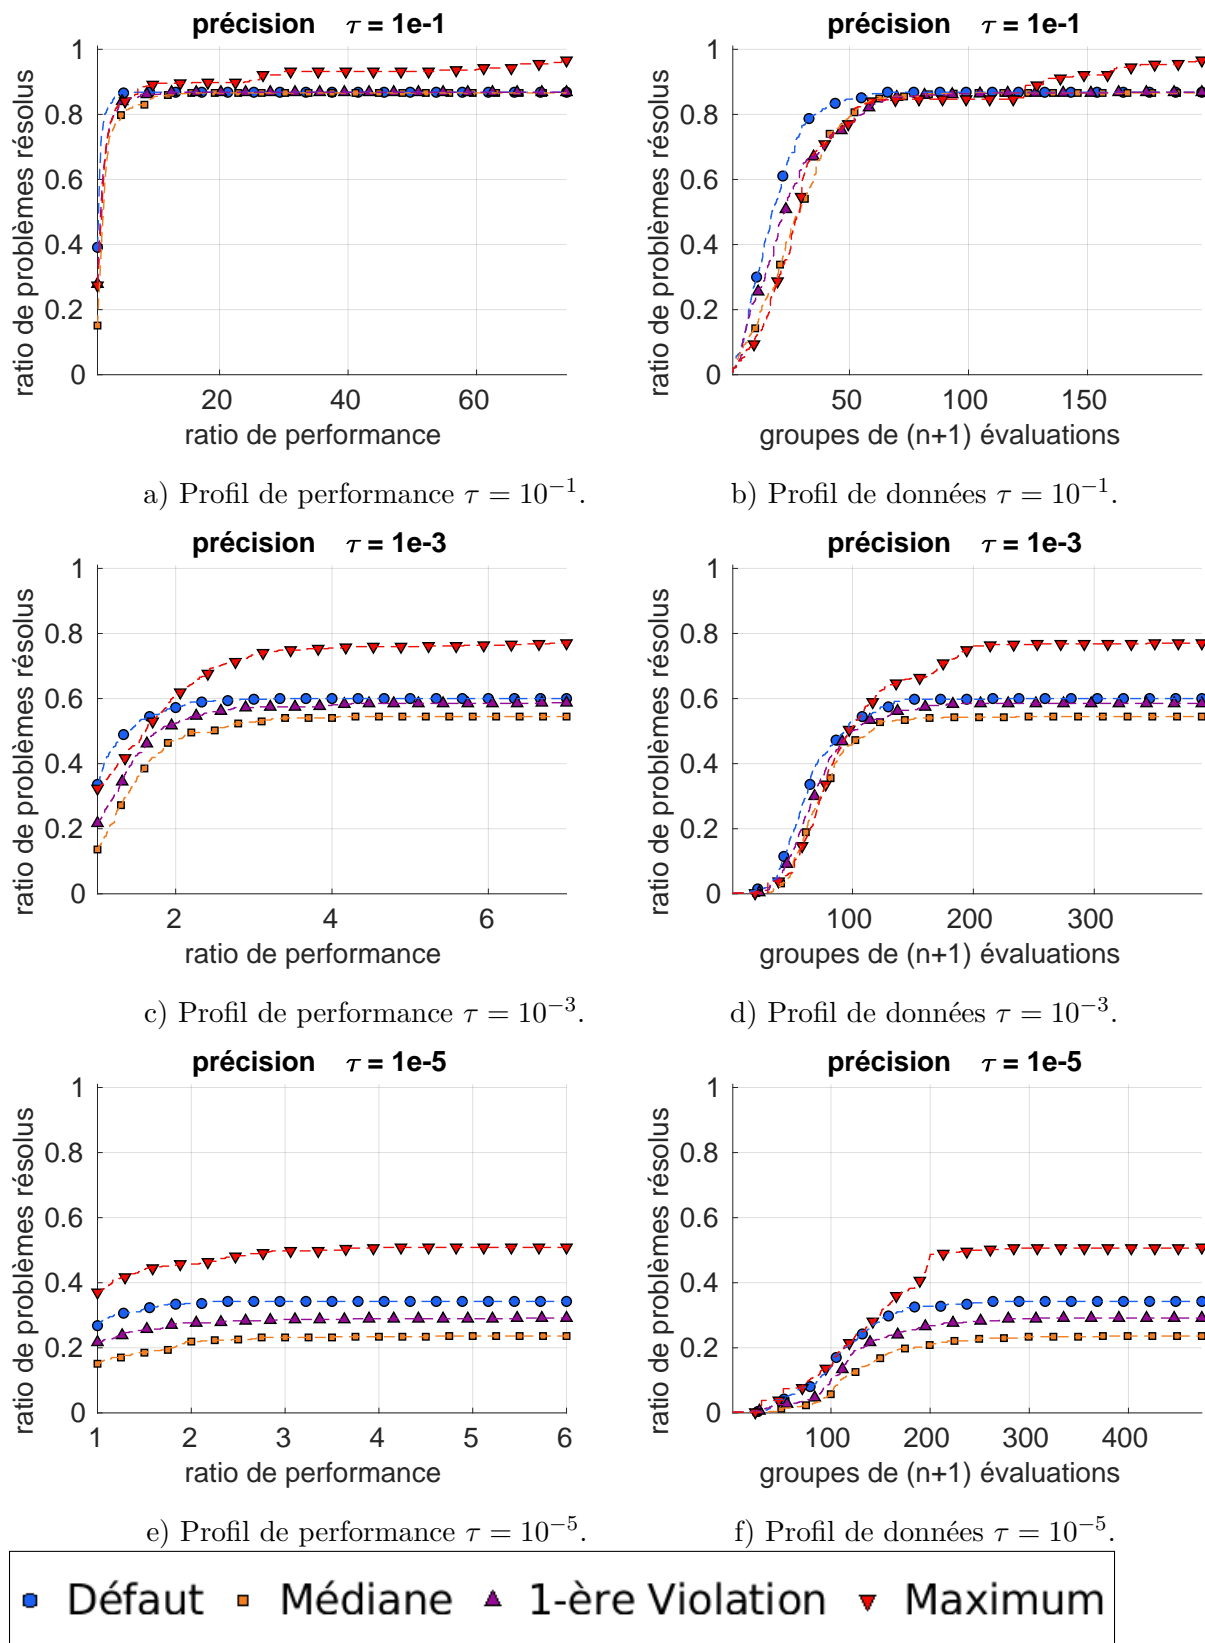 précision τ = 1e-1
ratio de problèmes résolus
1
0.8
0.6
0.4
0.2
0
20 40 60
ratio de performance
a) Profil de performance τ = 10⁻¹.
précision τ = 1e-1
ratio de problèmes résolus
1
0.8
0.6
0.4
0.2
0
50 100 150
groupes de (n+1) évaluations
b) Profil de données τ = 10⁻¹.
précision τ = 1e-3
ratio de problèmes résolus
1
0.8
0.6
0.4
0.2
0
2 4 6
ratio de performance
c) Profil de performance τ = 10⁻³.
précision τ = 1e-3
ratio de problèmes résolus
1
0.8
0.6
0.4
0.2
0
100 200 300
groupes de (n+1) évaluations
d) Profil de données τ = 10⁻³.
précision τ = 1e-5
ratio de problèmes résolus
1
0.8
0.6
0.4
0.2
0
1 2 3 4 5 6
ratio de performance
e) Profil de performance τ = 10⁻⁵.
précision τ = 1e-5
ratio de problèmes résolus
1
0.8
0.6
0.4
0.2
0
100 200 300 400
groupes de (n+1) évaluations
f) Profil de données τ = 10⁻⁵.
Défaut Médiane 1-ère Violation Maximum